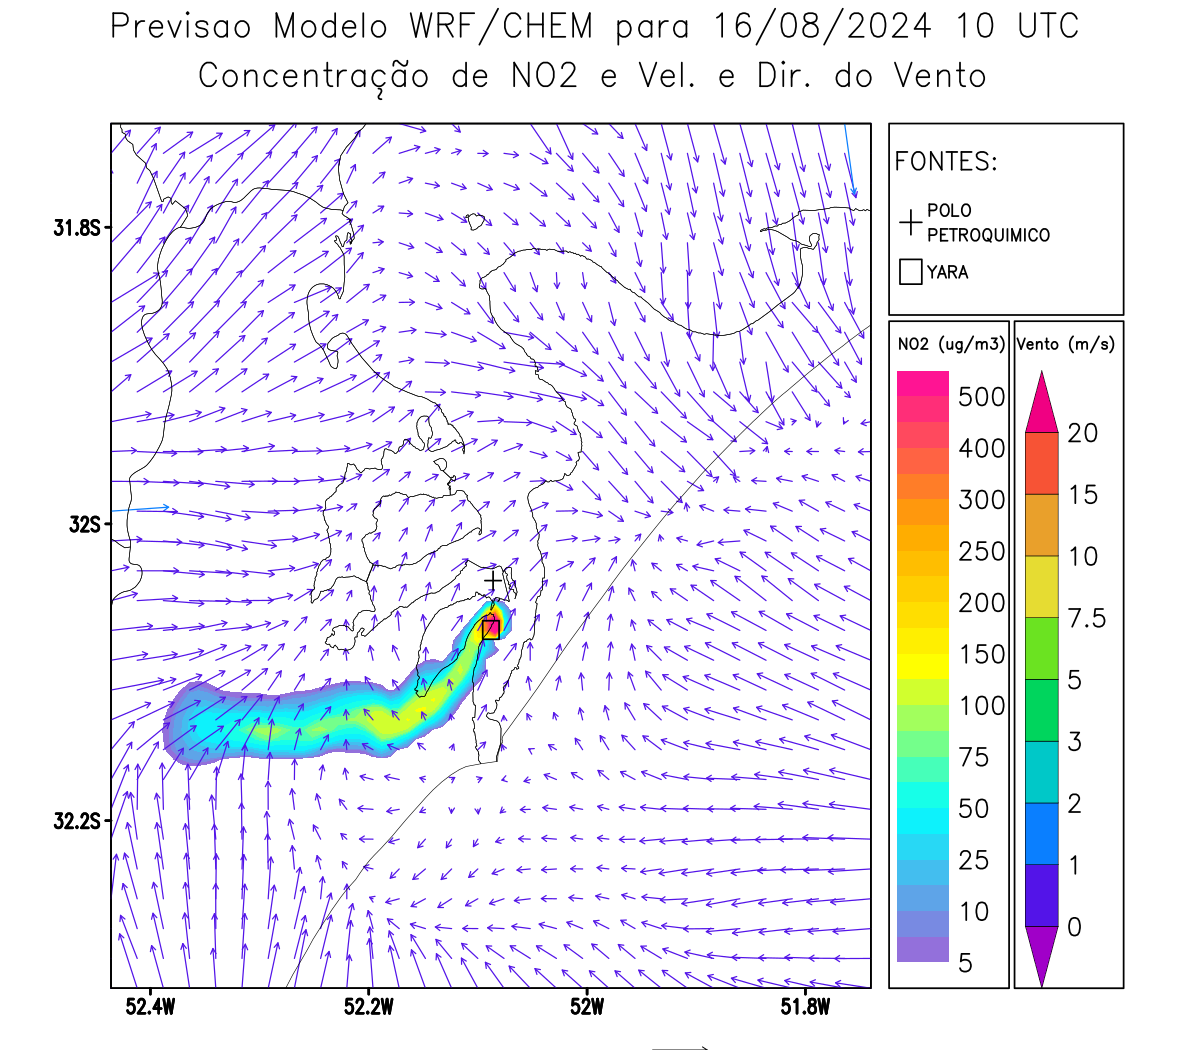 Previsao Modelo WRF/CHEM para 16/08/2024 10 UTC
Concentração de NO2 e Vel. e Dir. do Vento
FONTES:
POLO
PETROQUIMICO
YARA
NO2 (ug/m3)
500
400
300
250
200
150
100
75
50
25
10
5
Vento (m/s)
20
15
10
7.5
5
3
2
1
0
31.8S
32S
32.2S
52.4W
52.2W
52W
51.8W